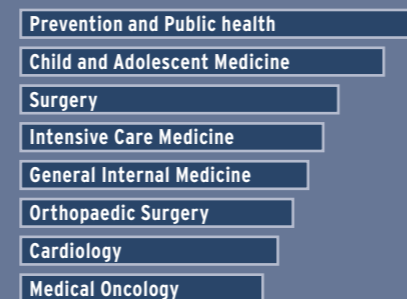 Prevention and Public health
Child and Adolescent Medicine
Surgery
Intensive Care Medicine
General Internal Medicine
Orthopaedic Surgery
Cardiology
Medical Oncology